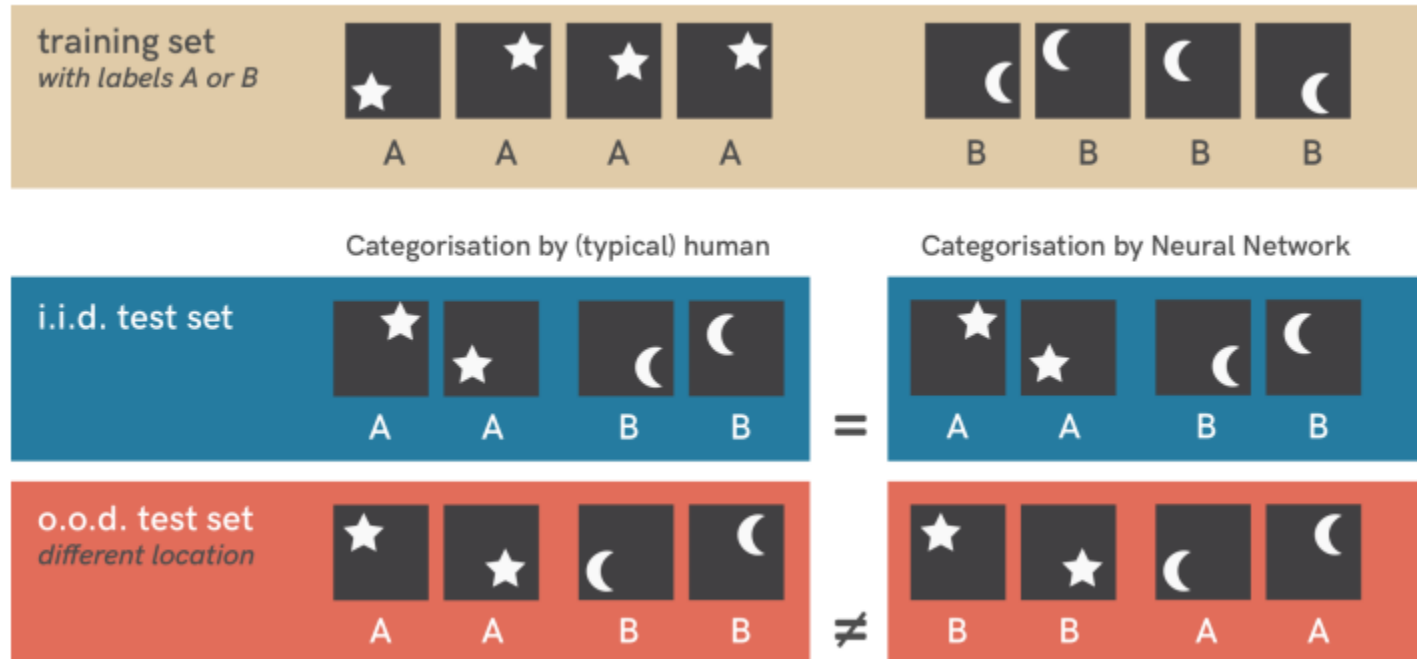 training set
with labels A or B
A A A A B B B B
Categorisation by (typical) human Categorisation by Neural Network
i.i.d. test set
A A B B = A A B B
o.o.d. test set
different location
A A B B ≠ B B A A